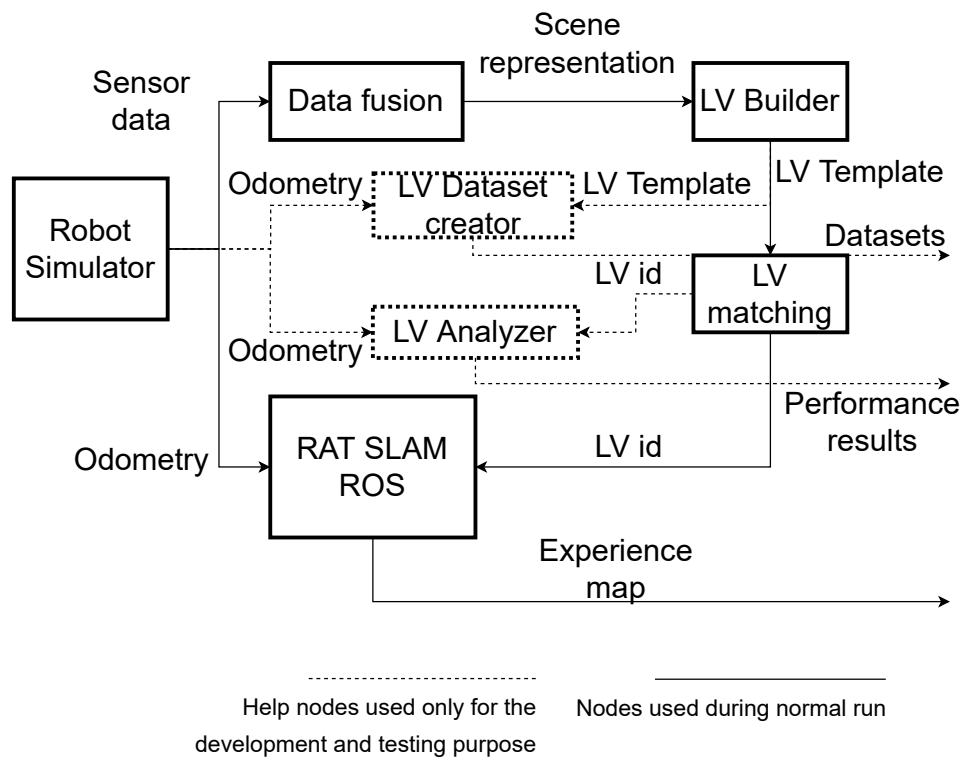 Scene
representation
Sensor
data
Data fusion
LV Builder
Odometry
LV Dataset
creator
LV Template
LV Template
Robot
Simulator
Datasets
LV id
LV
matching
LV Analyzer
Odometry
Performance
results
RAT SLAM
ROS
Odometry
LV id
Experience
map
Help nodes used only for the
development and testing purpose
Nodes used during normal run